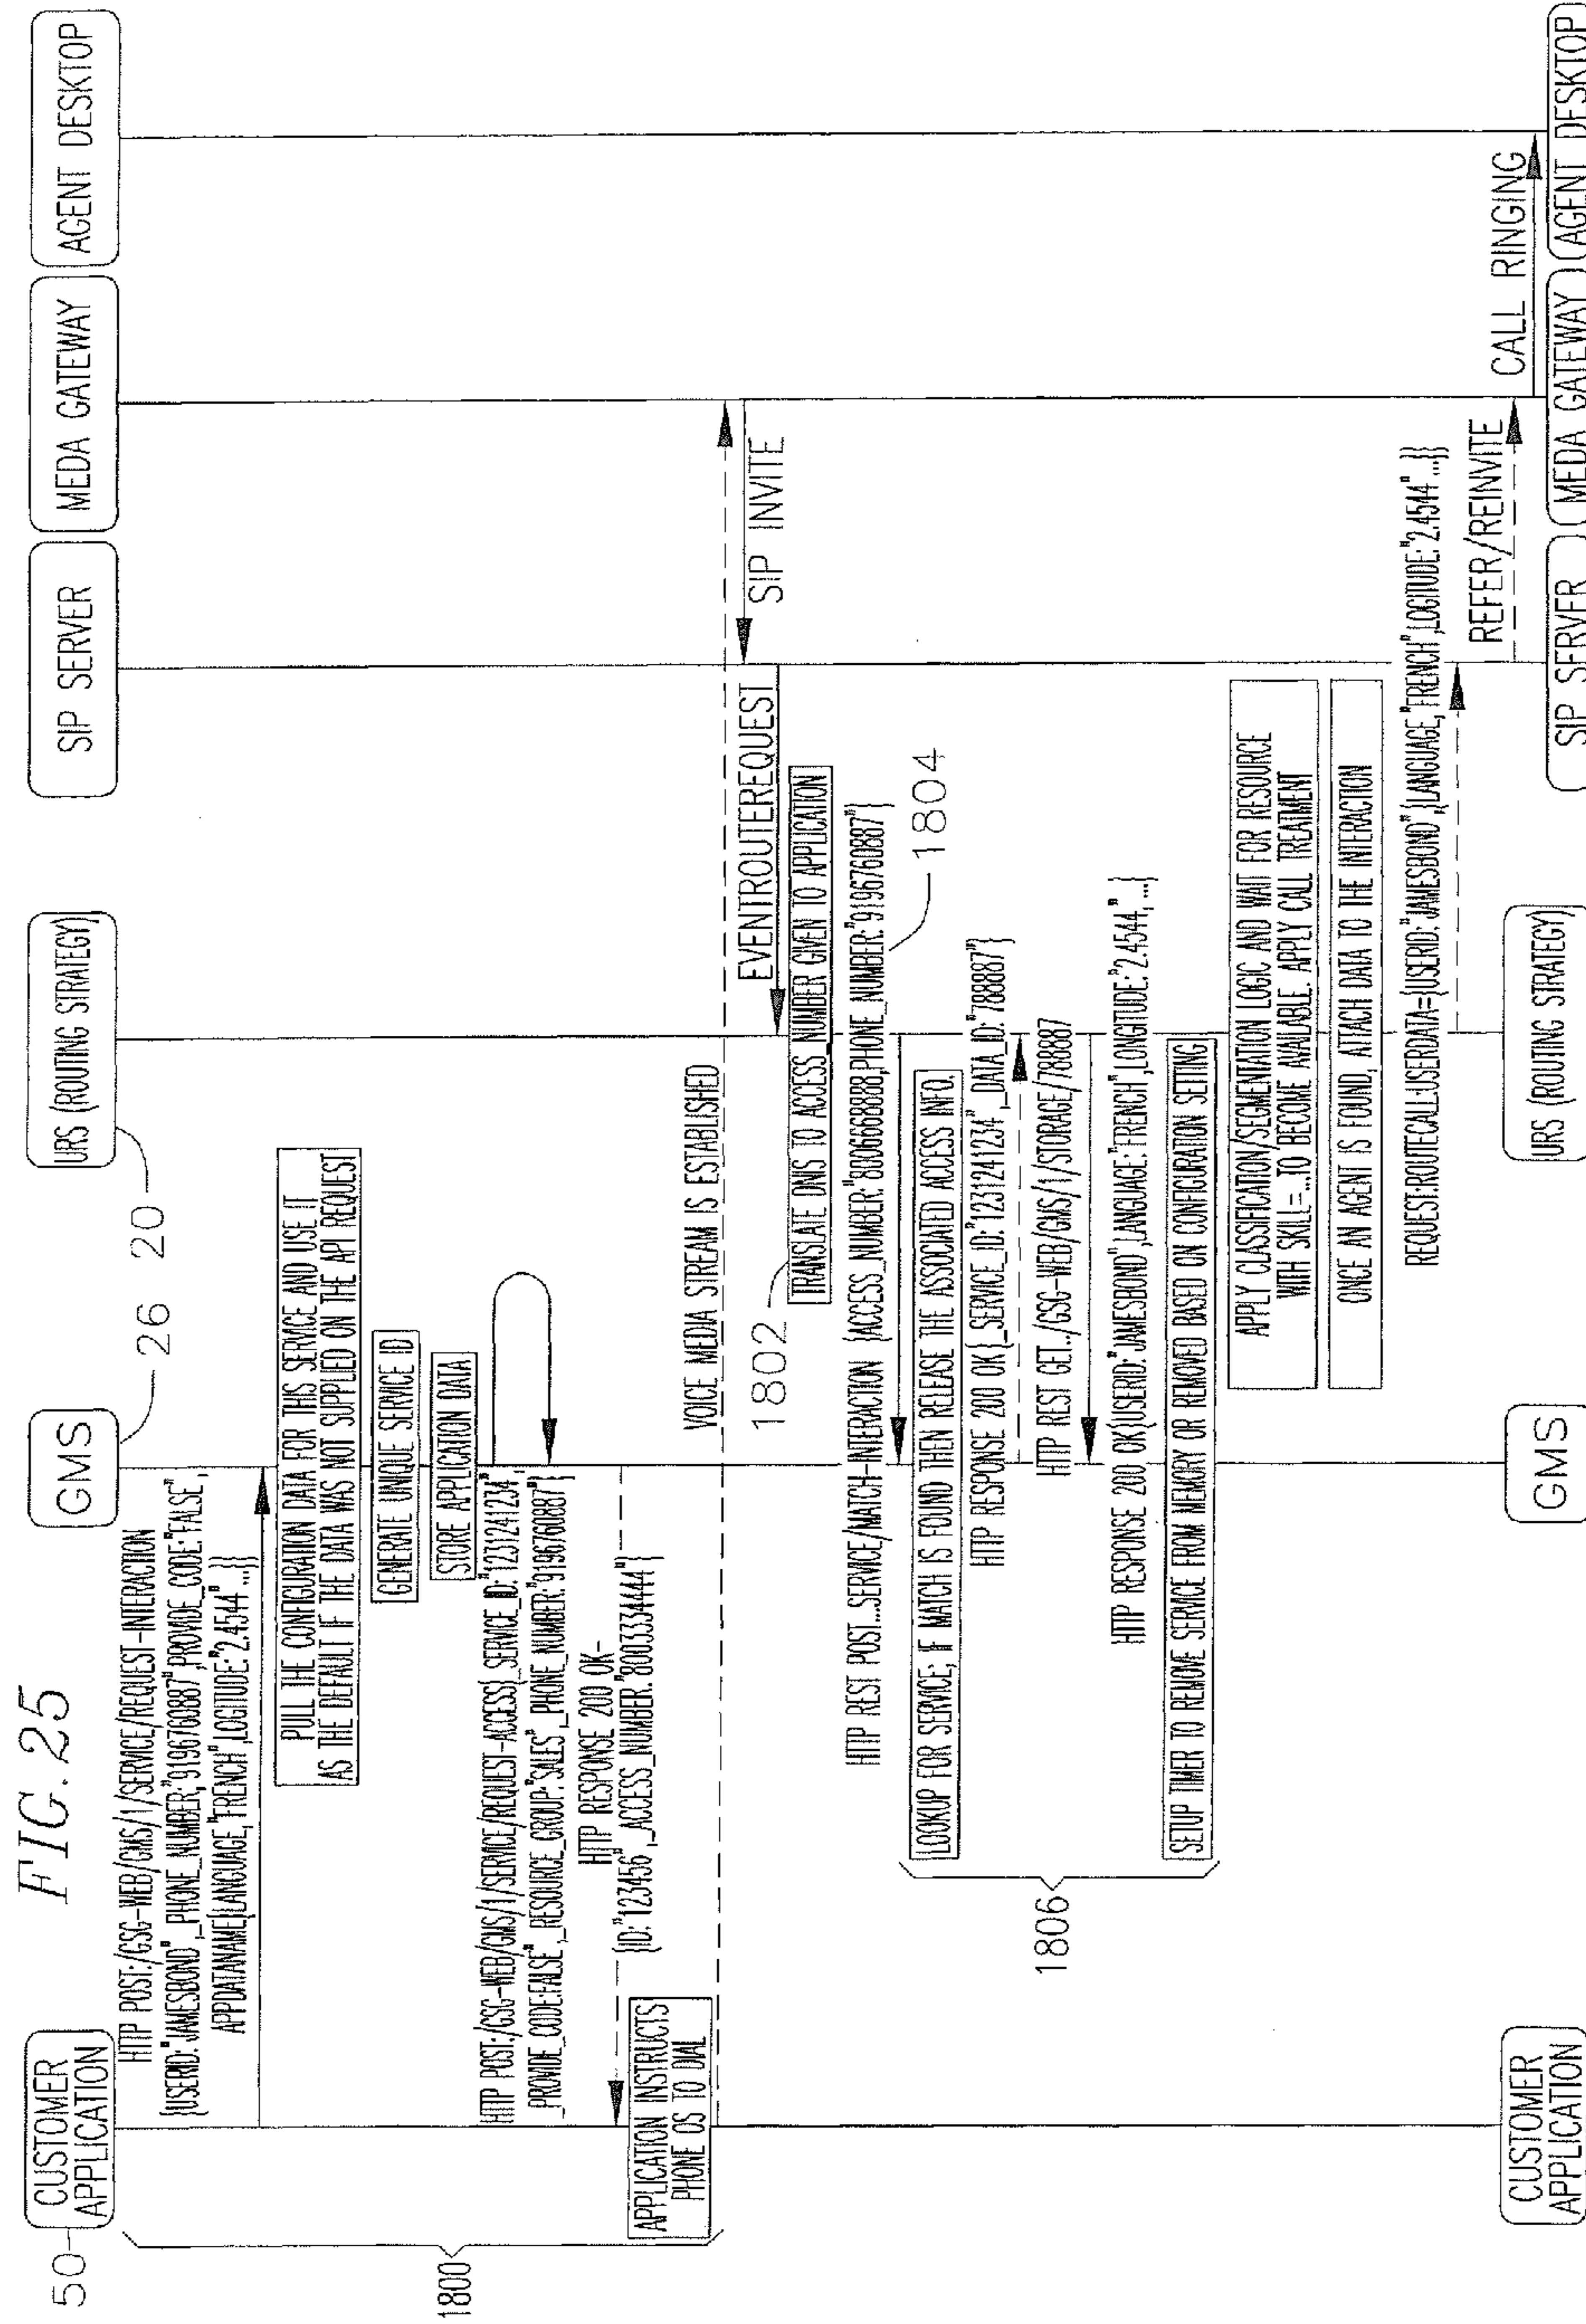 FIG. 25
50
CUSTOMER
APPLICATION
GMS
26
20
URS (ROUTING STRATEGY)
SIP SERVER
MEDA GATEWAY
AGENT DESKTOP
HTTP POST:/GSG-WEB/GMS/1/SERVICE/REQUEST-INTERACTION
{USERID:"JAMESBOND",_PHONE_NUMBER,"9196760887",PROVIDE_CODE:"FALSE",
APPDATANAME{LANGUAGE,"FRENCH",LOGITUDE:"2.4544"...}}
PULL THE CONFIGURATION DATA FOR THIS SERVICE AND USE IT
AS THE DEFAULT IF THE DATA WAS NOT SUPPLIED ON THE API REQUEST
GENERATE UNIQUE SERVICE ID
STORE APPLICATION DATA
1800
HTTP POST:/GSG-WEB/GMS/1/SERVICE/REQUEST-ACCESS{_SERVICE_ID:"1231241234",
_PROVIDE_CODE:FALSE",_RESOURCE_GROUP:"SALES",_PHONE_NUMBER:"9196760887"}
HTTP RESPONSE 200 OK-
{ID:"123456",_ACCESS_NUMBER."8003334444"}
APPLICATION INSTRUCTS
PHONE OS TO DIAL
VOICE MEDIA STREAM IS ESTABLISHED
SIP INVITE
EVENTROUTEREQUEST
1802
TRANSLATE DNIS TO ACCESS_NUMBER GIVEN TO APPLICATION
HTTP REST POST...SERVICE/MATCH-INTERACTION {ACCESS_NUMBER:"8006668888,PHONE_NUMBER:"9196760887"}
1804
LOOKUP FOR SERVICE; IF MATCH IS FOUND THEN RELEASE THE ASSOCIATED ACCESS INFO.
HTTP RESPONSE 200 OK{_SERVICE_ID:"1231241234",_DATA_ID:"788887"}
HTTP REST GET../GSG-WEB/GMS/1/STORAGE/788887
1806
HTTP RESPONSE 200 OK{USERID:"JAMESBOND",LANGUAGE:"FRENCH",LONGITUDE:"2.4544,...}
SETUP TIMER TO REMOVE SERVICE FROM MEMORY OR REMOVED BASED ON CONFIGURATION SETTING
APPLY CLASSIFICATION/SEGMENTATION LOGIC AND WAIT FOR RESOURCE
WITH SKILL=...TO BECOME AVAILABLE. APPLY CALL TREATMENT
ONCE AN AGENT IS FOUND, ATTACH DATA TO THE INTERACTION
REQUEST:ROUTECALL:USERDATA={USERID:"JAMESBOND",{LANGUAGE,"FRENCH",LOGITUDE:"2.4544"...}}
REFER/REINVITE
CALL RINGING
CUSTOMER
APPLICATION
GMS
URS (ROUTING STRATEGY)
SIP SERVER
MEDA GATEWAY
AGENT DESKTOP